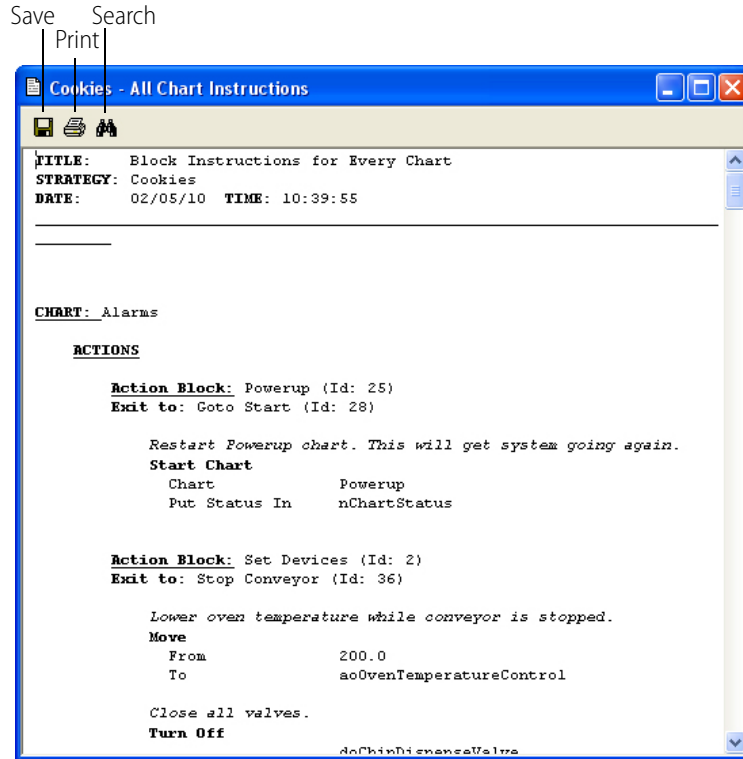 Save Search
Print
Cookies - All Chart Instructions
TITLE: Block Instructions for Every Chart
STRATEGY: Cookies
DATE: 02/05/10 TIME: 10:39:55
CHART: Alarms
ACTIONS
Action Block: Powerup (Id: 25)
Exit to: Goto Start (Id: 28)
Restart Powerup chart. This will get system going again.
Start Chart
Chart Powerup
Put Status In nChartStatus
Action Block: Set Devices (Id: 2)
Exit to: Stop Conveyor (Id: 36)
Lower oven temperature while conveyor is stopped.
Move
From 200.0
To aoOvenTemperatureControl
Close all valves.
Turn Off
doChipDispenseValve